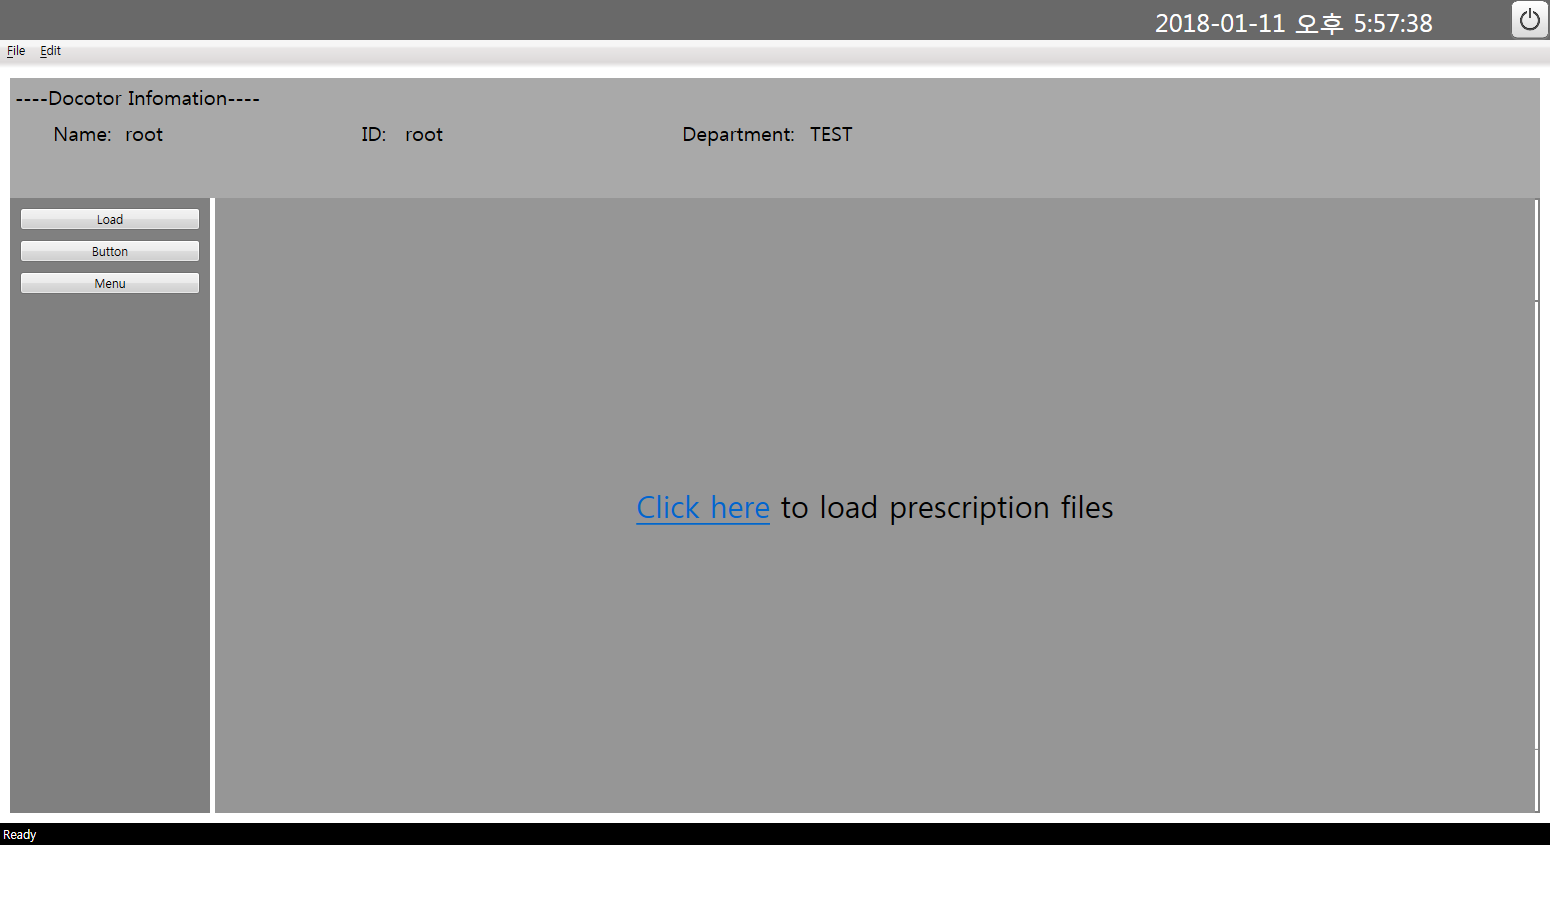 2018-01-11 오후 5:57:38
File Edit
----Docotor Infomation----
Name: root ID: root Department: TEST
Load
Button
Menu
Click here to load prescription files
Ready